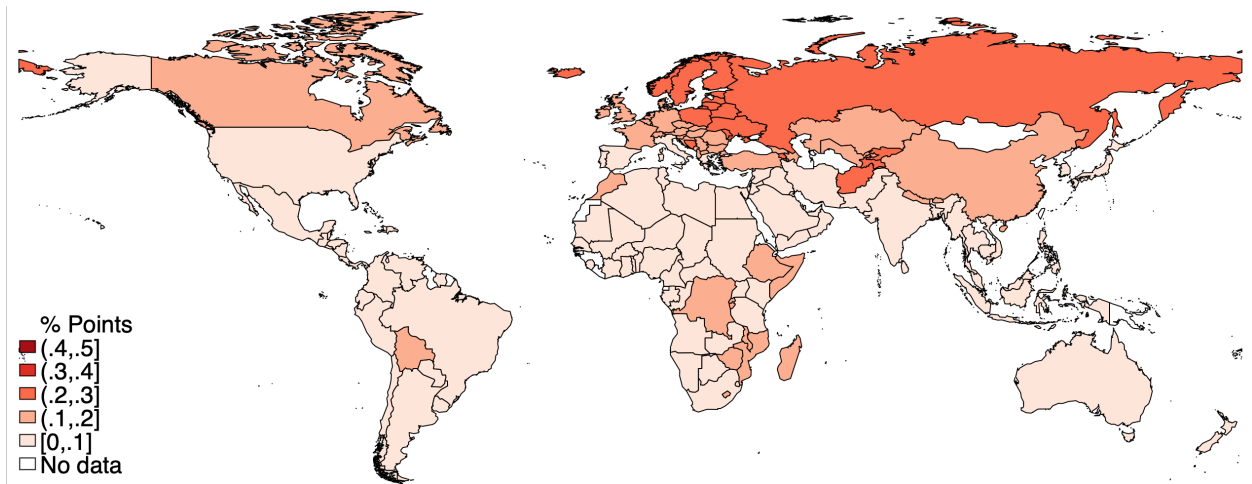 % Points
(.4,.5]
(.3,.4]
(.2,.3]
(.1,.2]
[0,.1]
No data